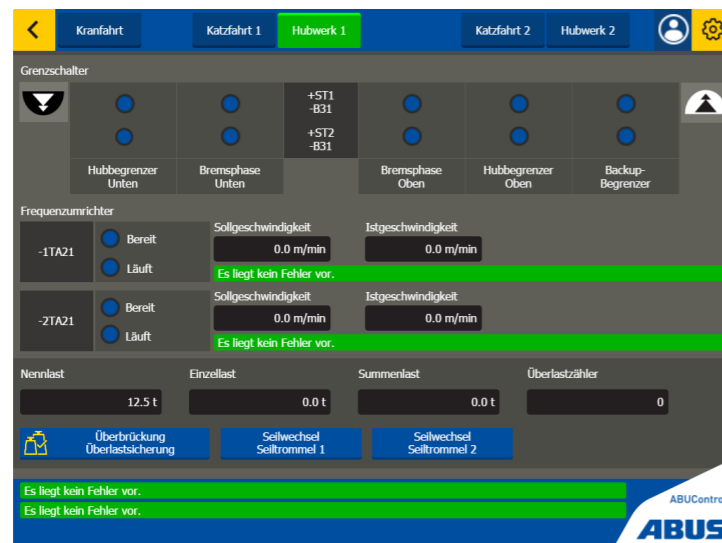 Kranfahrt Katzfahrt 1 Hubwerk 1 Katzfahrt 2 Hubwerk 2
Grenzschalter
+ST1
-B31
+ST2
-B31
Hubbegrenzer
Unten
Bremsphase
Unten
Bremsphase
Oben
Hubbegrenzer
Oben
Backup-
Begrenzer
Frequenzumrichter
-1TA21
Bereit
Läuft
Sollgeschwindigkeit Istgeschwindigkeit
0.0 m/min 0.0 m/min
Es liegt kein Fehler vor.
-2TA21
Bereit
Läuft
Sollgeschwindigkeit Istgeschwindigkeit
0.0 m/min 0.0 m/min
Es liegt kein Fehler vor.
Nennlast Einzellast Summenlast Überlastzähler
12.5 t 0.0 t 0.0 t 0
Überbrückung
Überlastsicherung
Seilwechsel
Seiltrommel 1
Seilwechsel
Seiltrommel 2
Es liegt kein Fehler vor.
Es liegt kein Fehler vor.
ABUContro
ABUS